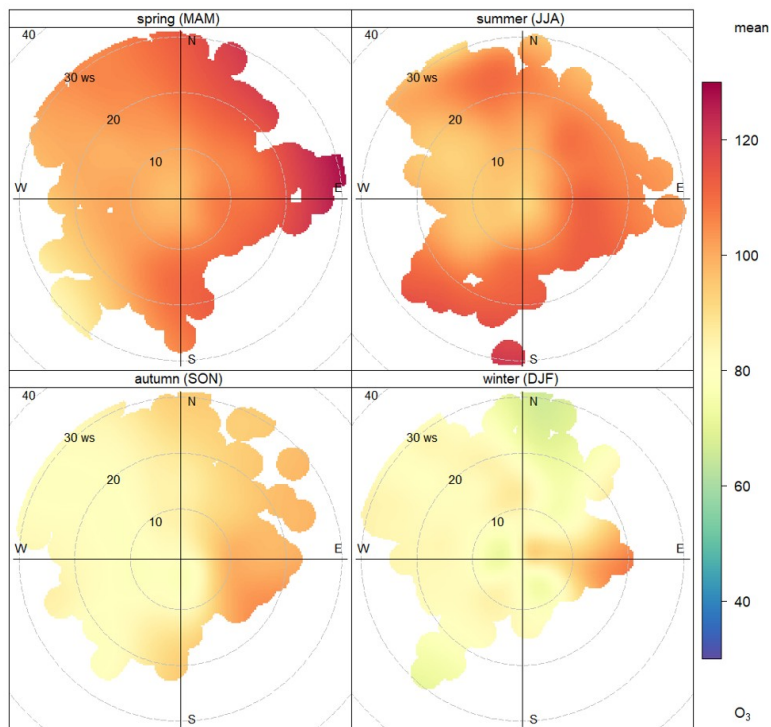 spring (MAM)
summer (JJA)
mean
40
N
30 ws
20
10
W
E
S
40
N
30 ws
20
10
W
E
S
autumn (SON)
winter (DJF)
40
N
30 ws
20
10
W
E
S
40
N
30 ws
20
10
W
E
S
120
100
80
60
40
O₃